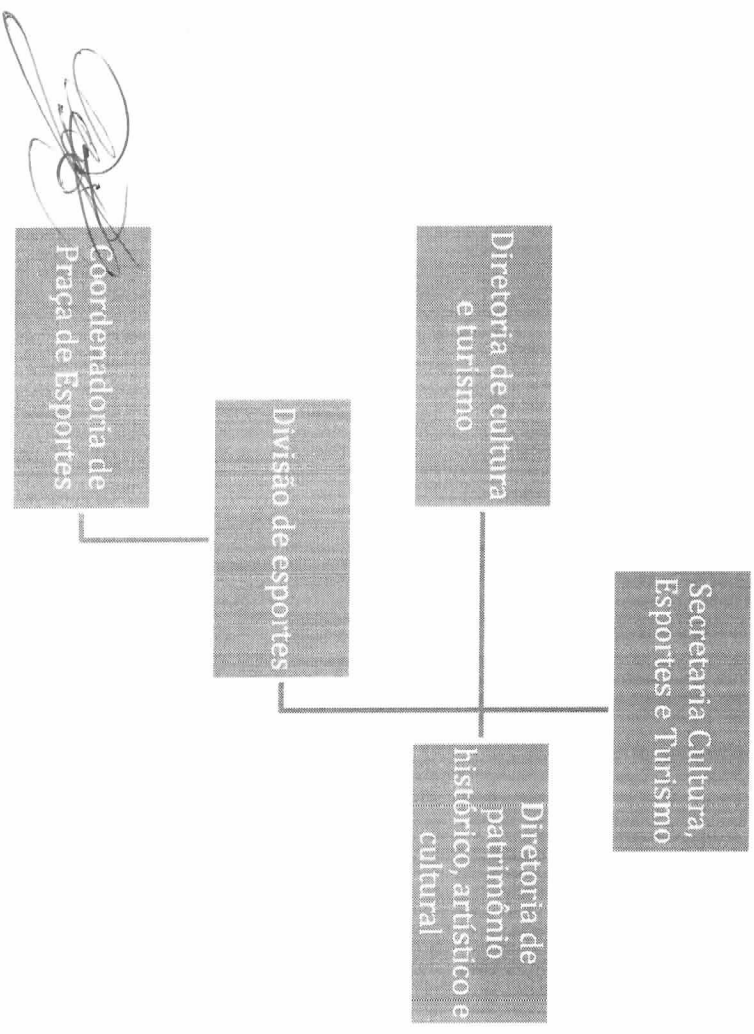 Secretaria Cultura,
Esportes e Turismo
Diretoria de cultura
e turismo
Diretoria de
patrimônio
histórico, artístico e
cultural
Divisão de esportes
Coordenadoria de
Praça de Esportes